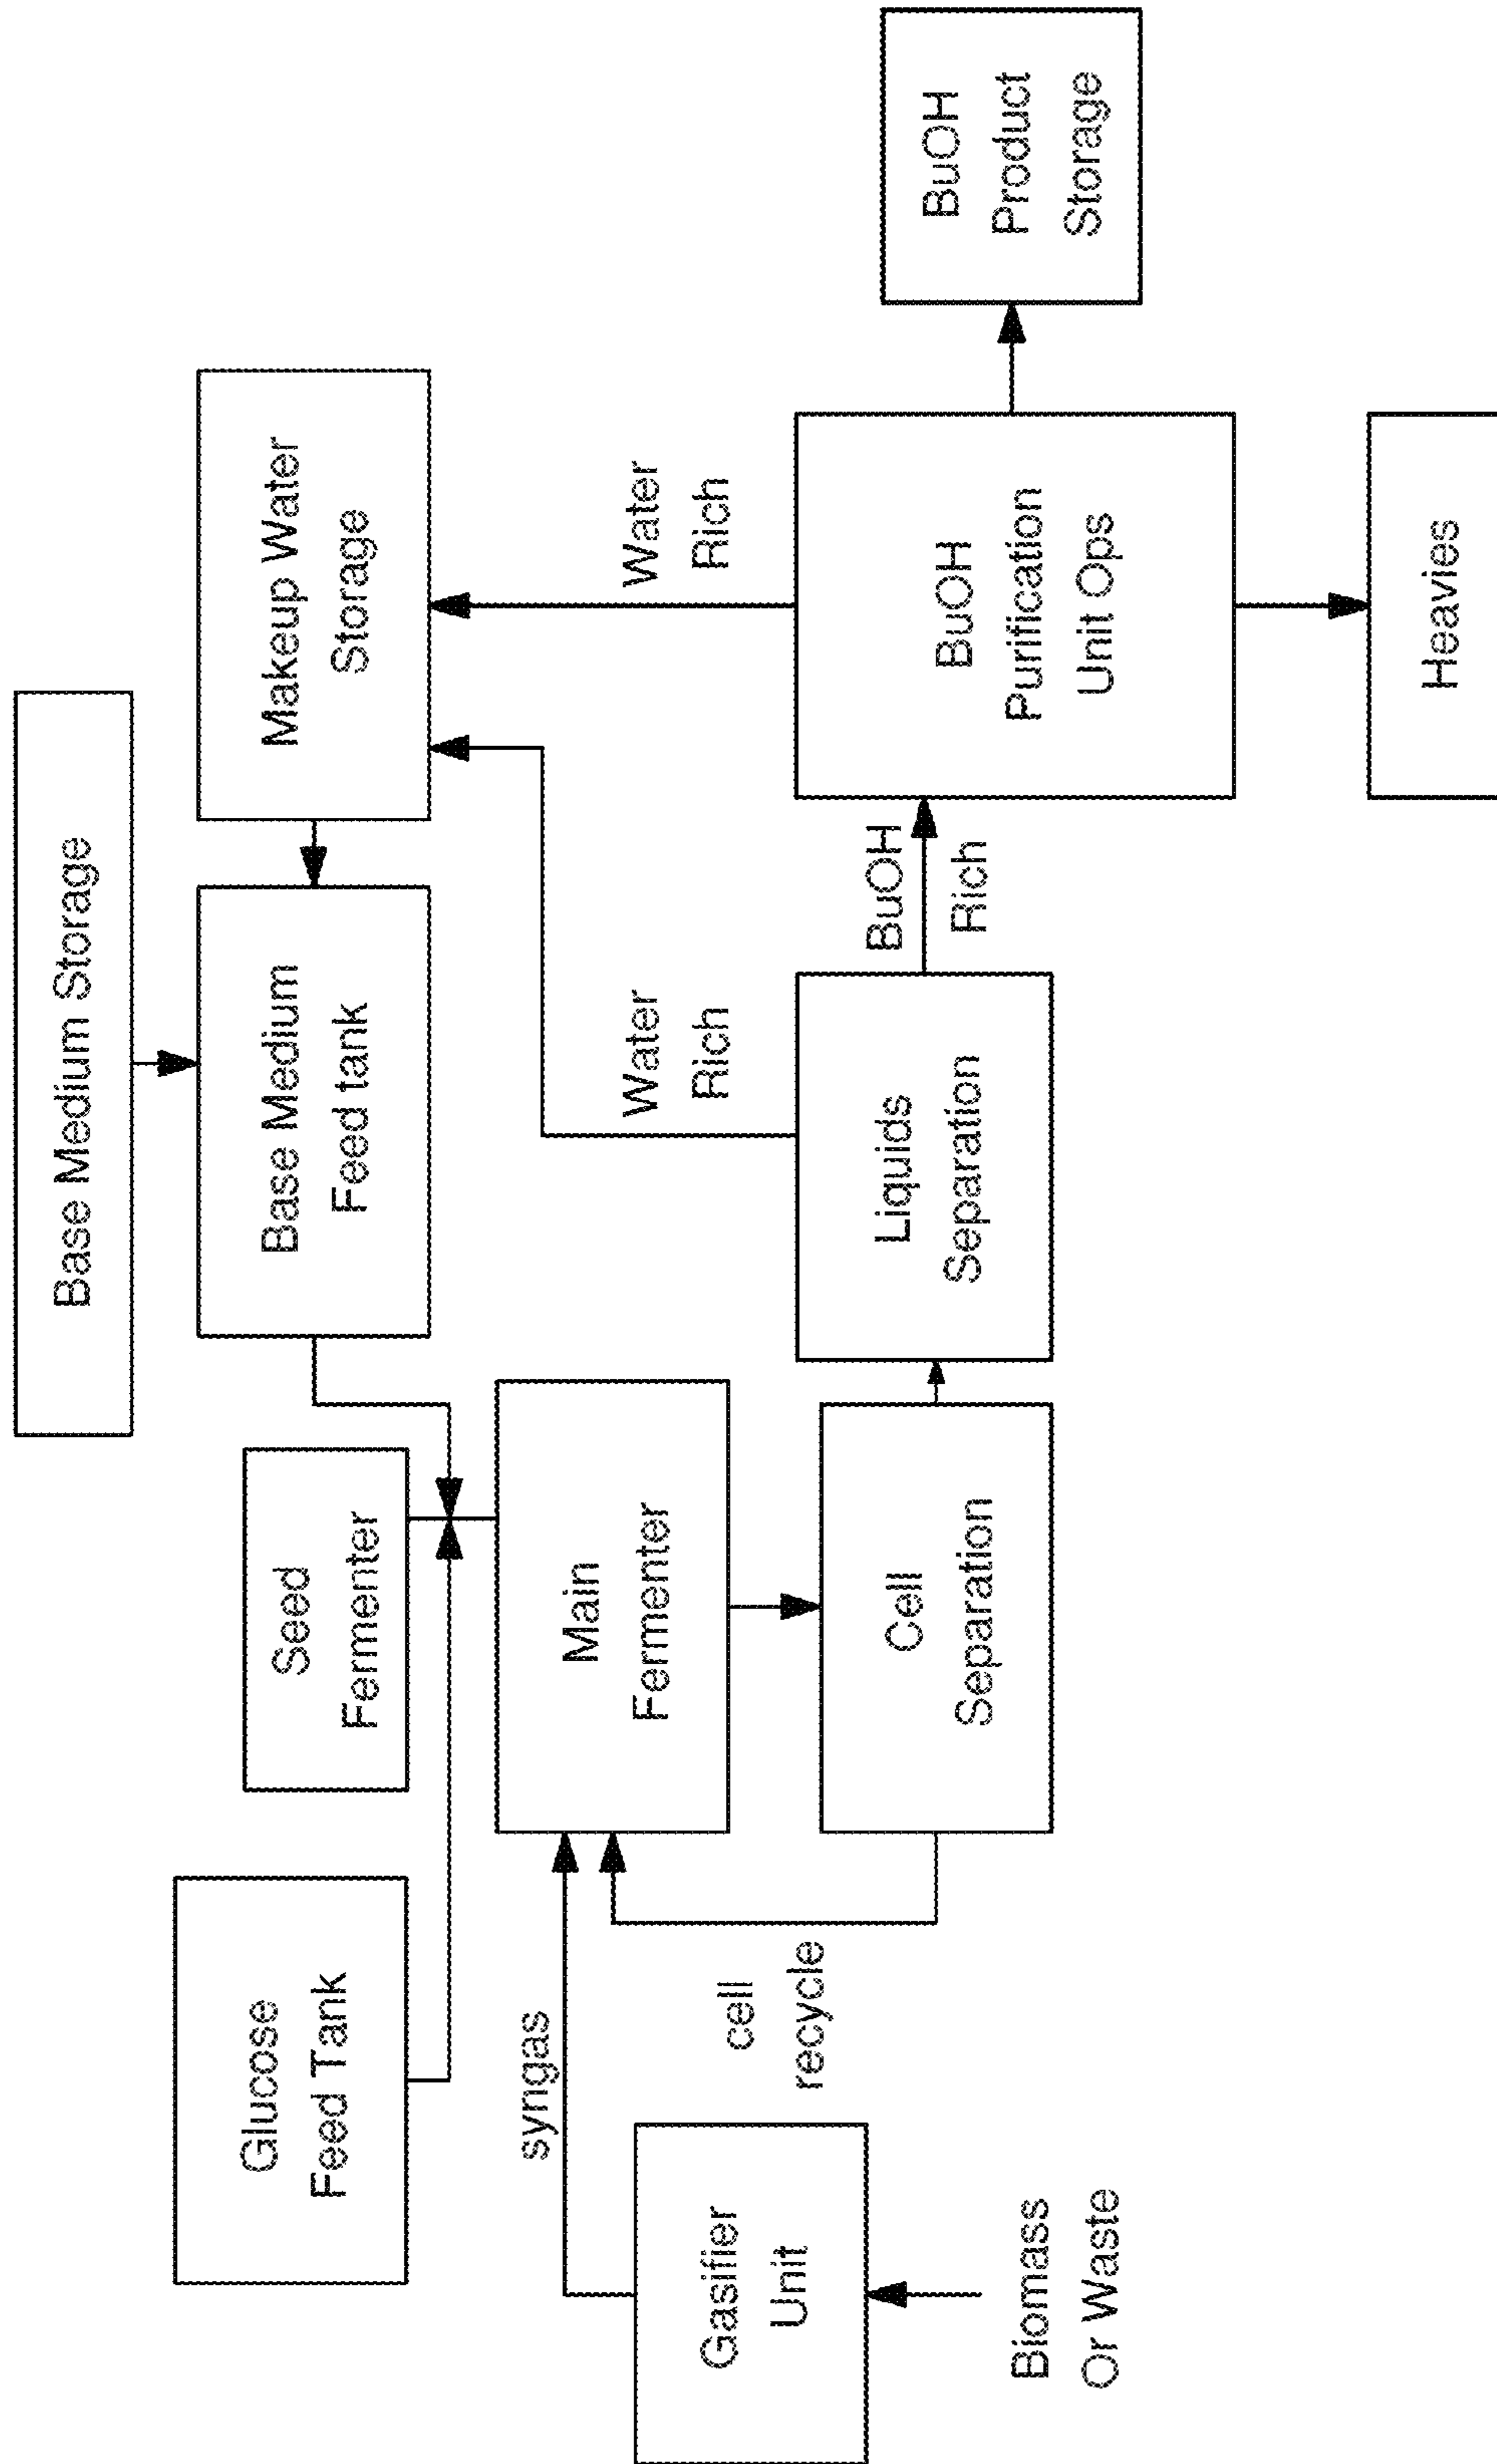 Base Medium Storage
Glucose
Feed Tank
Seed
Fermenter
Base Medium
Feed tank
Makeup Water
Storage
syngas
Main
Fermenter
cell
recycle
Water
Rich
Water
Rich
Gasifier
Unit
Cell
Separation
Liquids
Separation
BuOH
Rich
BuOH
Purification
Unit Ops
BuOH
Product
Storage
Biomass
Or Waste
Heavies